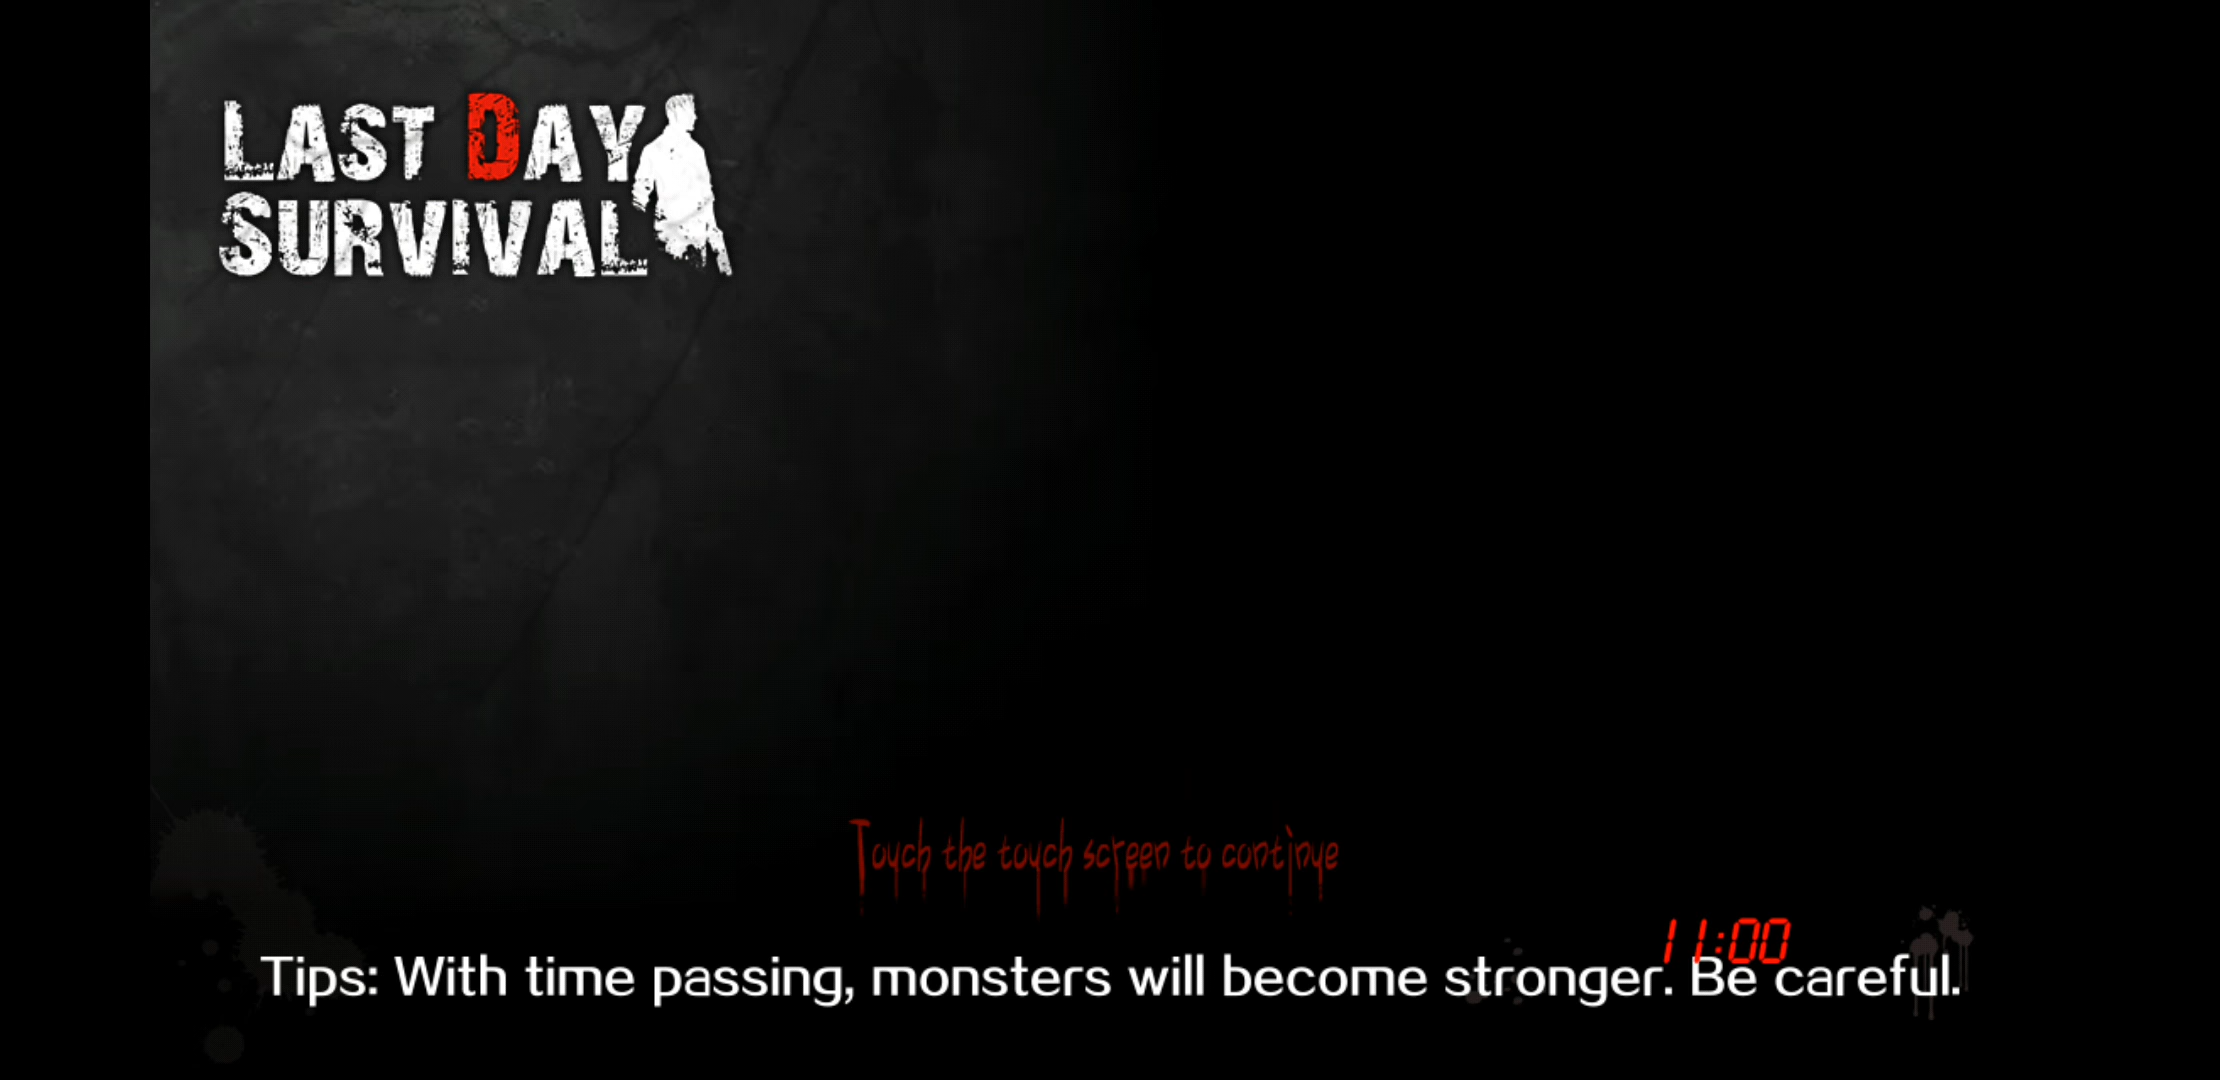 LAST DAY
SURVIVAL
Touch the touch screen to continue
11:00
Tips: With time passing, monsters will become stronger. Be careful.